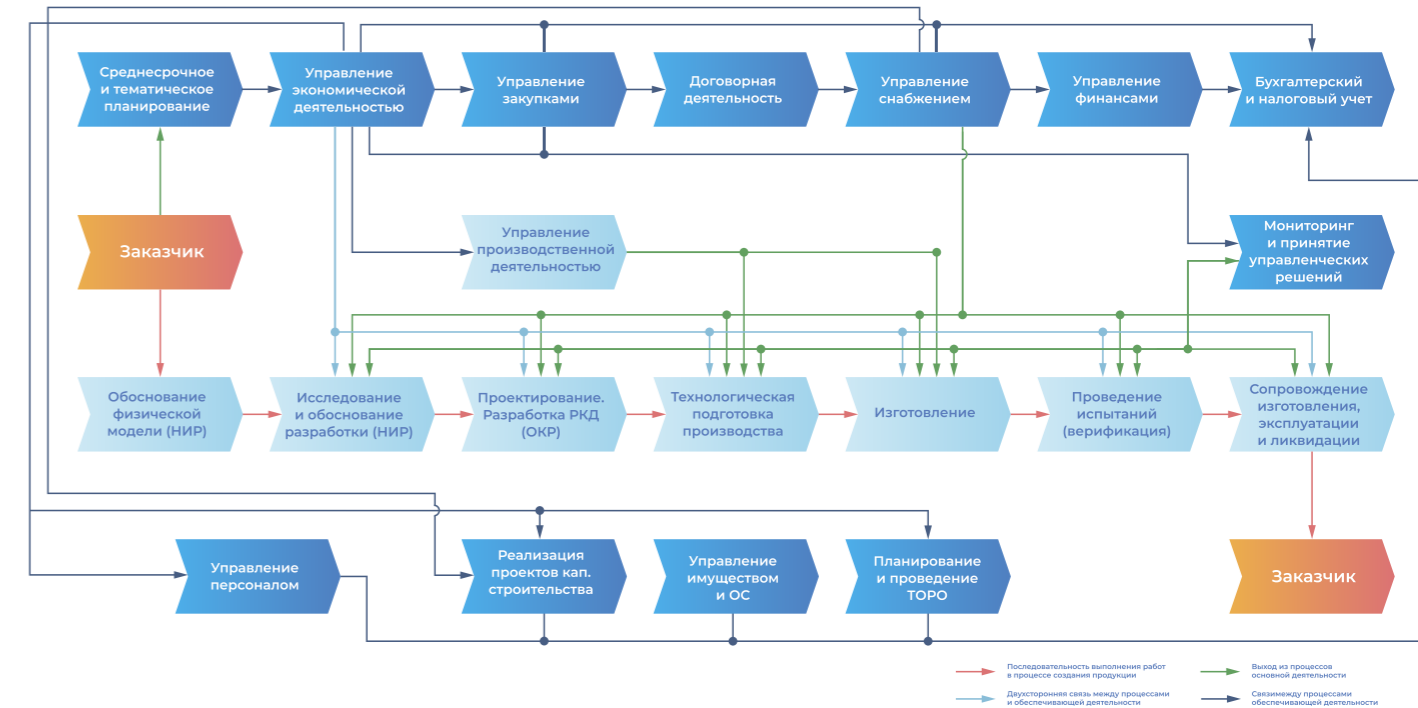 Среднесрочное
и тематическое
планирование
Управление
экономической
деятельностью
Управление
закупками
Договорная
деятельность
Управление
снабжением
Управление
финансами
Бухгалтерский
и налоговый учет
Заказчик
Управление
производственной
деятельностью
Мониторинг
и принятие
управленческих
решений
Обоснование
физической
модели (НИР)
Исследование
и обоснование
разработки (НИР)
Проектирование.
Разработка РКД
(ОКР)
Технологическая
подготовка
производства
Изготовление
Проведение
испытаний
(верификация)
Сопровождение
изготовления,
эксплуатации
и ликвидации
Управление
персоналом
Реализация
проектов кап.
строительства
Управление
имуществом
и ОС
Планирование
и проведение
ТОРО
Заказчик
Последовательность выполнения работ
в процессе создания продукции
Выход из процессов
основной деятельности
Двухсторонняя связь между процессами
и обеспечивающей деятельности
Связимежду процессами
обеспечивающей деятельности